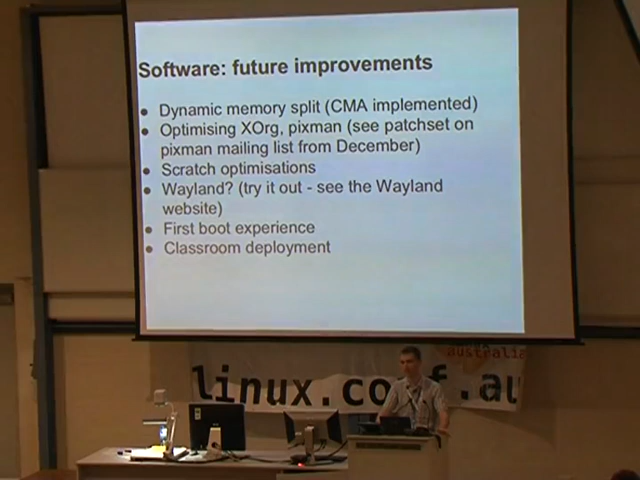 Software: future improvements
● Dynamic memory split (CMA implemented)
● Optimising XOrg, pixman (see patchset on
pixman mailing list from December)
● Scratch optimisations
● Wayland? (try it out - see the Wayland
website)
● First boot experience
● Classroom deployment
australia
linux.co f.au